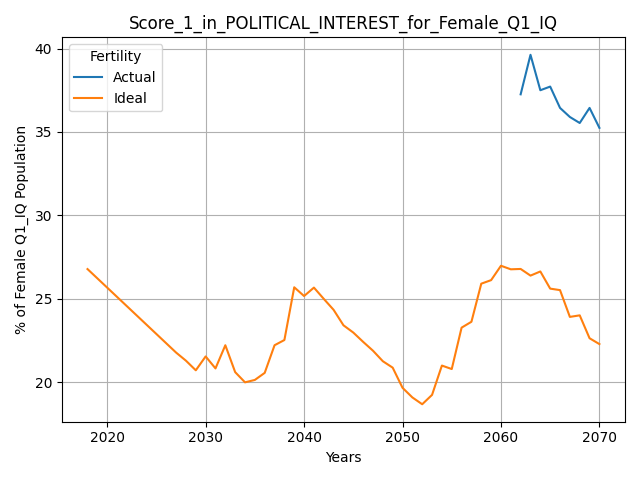 Score_1_in_POLITICAL_INTEREST_for_Female_Q1_IQ
Fertility
Actual
Ideal
% of Female Q1_IQ Population
40
35
30
25
20
2020 2030 2040 2050 2060 2070
Years